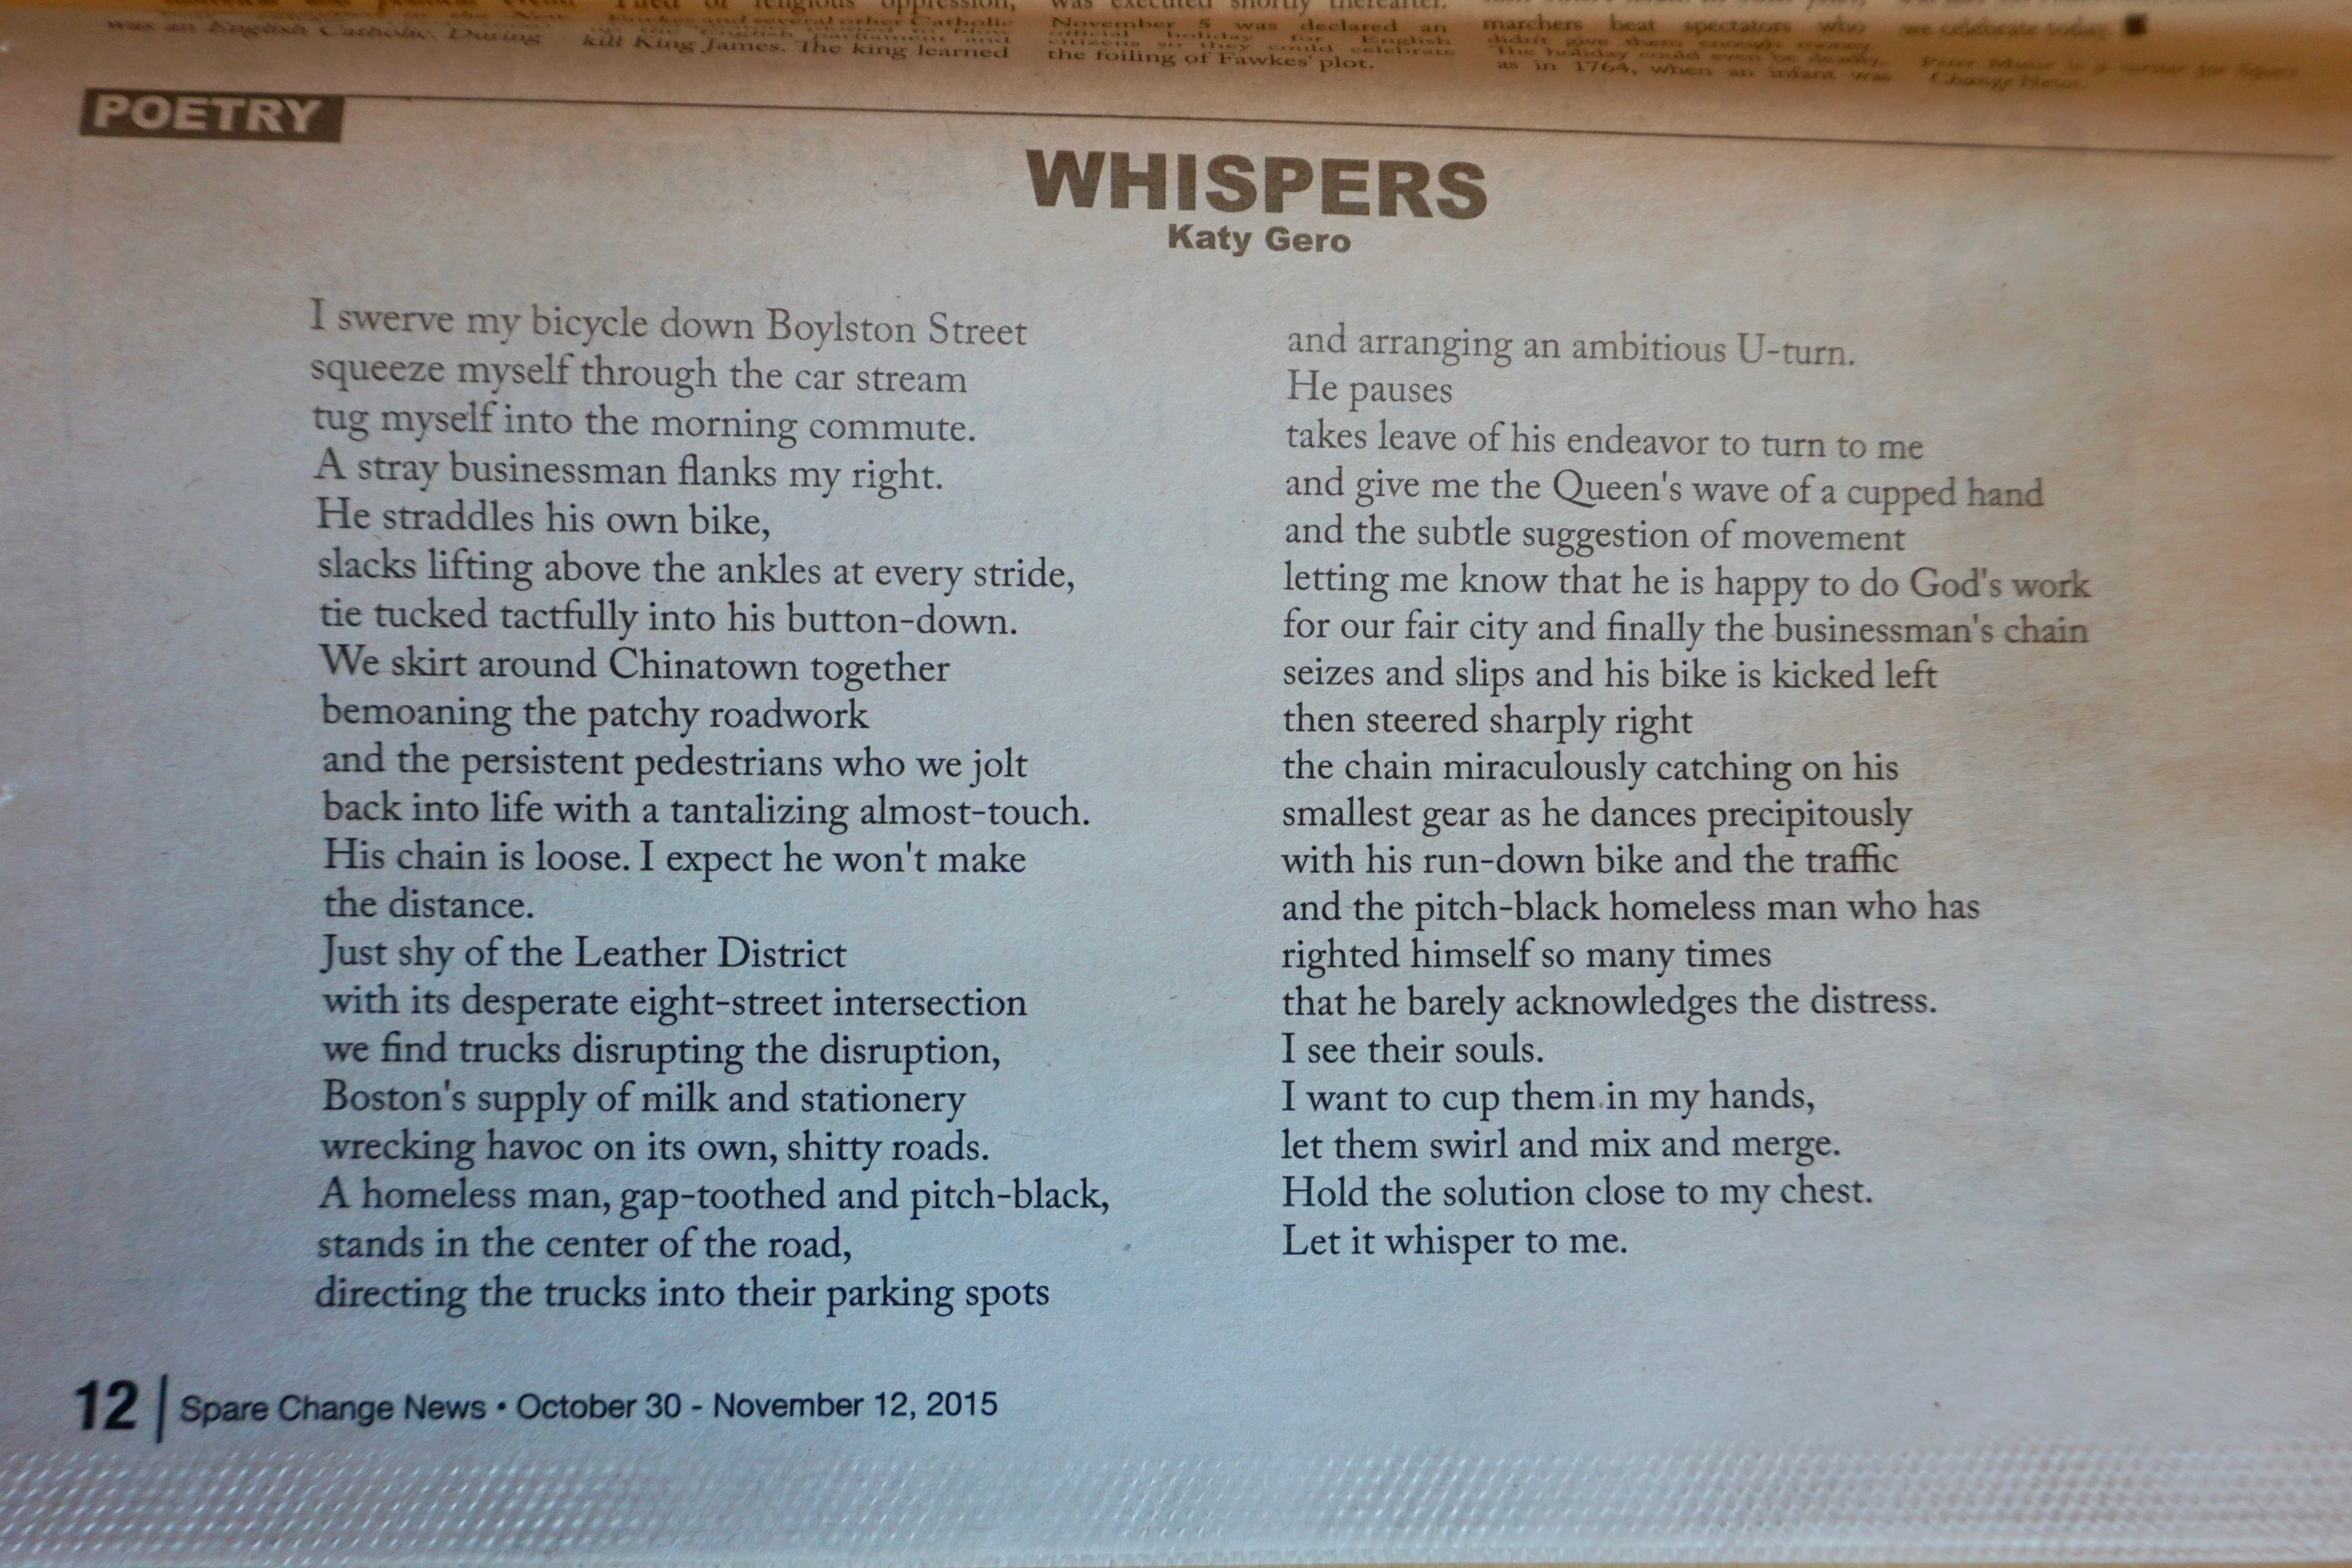 was an English Catholic. During
kill King James. The king learned
was executed shortly thereafter.
November 5 was declared an
official holiday for English
citizens so they could celebrate
the foiling of Fawkes' plot.
marchers beat spectators who
didn't give them enough money.
The holiday could even be deadly,
as in 1764, when an infant was
we celebrate today. ■
Change News.
POETRY
WHISPERS
Katy Gero
I swerve my bicycle down Boylston Street
squeeze myself through the car stream
tug myself into the morning commute.
A stray businessman flanks my right.
He straddles his own bike,
slacks lifting above the ankles at every stride,
tie tucked tactfully into his button-down.
We skirt around Chinatown together
bemoaning the patchy roadwork
and the persistent pedestrians who we jolt
back into life with a tantalizing almost-touch.
His chain is loose. I expect he won't make
the distance.
Just shy of the Leather District
with its desperate eight-street intersection
we find trucks disrupting the disruption,
Boston's supply of milk and stationery
wrecking havoc on its own, shitty roads.
A homeless man, gap-toothed and pitch-black,
stands in the center of the road,
directing the trucks into their parking spots
and arranging an ambitious U-turn.
He pauses
takes leave of his endeavor to turn to me
and give me the Queen's wave of a cupped hand
and the subtle suggestion of movement
letting me know that he is happy to do God's work
for our fair city and finally the businessman's chain
seizes and slips and his bike is kicked left
then steered sharply right
the chain miraculously catching on his
smallest gear as he dances precipitously
with his run-down bike and the traffic
and the pitch-black homeless man who has
righted himself so many times
that he barely acknowledges the distress.
I see their souls.
I want to cup them in my hands,
let them swirl and mix and merge.
Hold the solution close to my chest.
Let it whisper to me.
12 | Spare Change News • October 30 - November 12, 2015